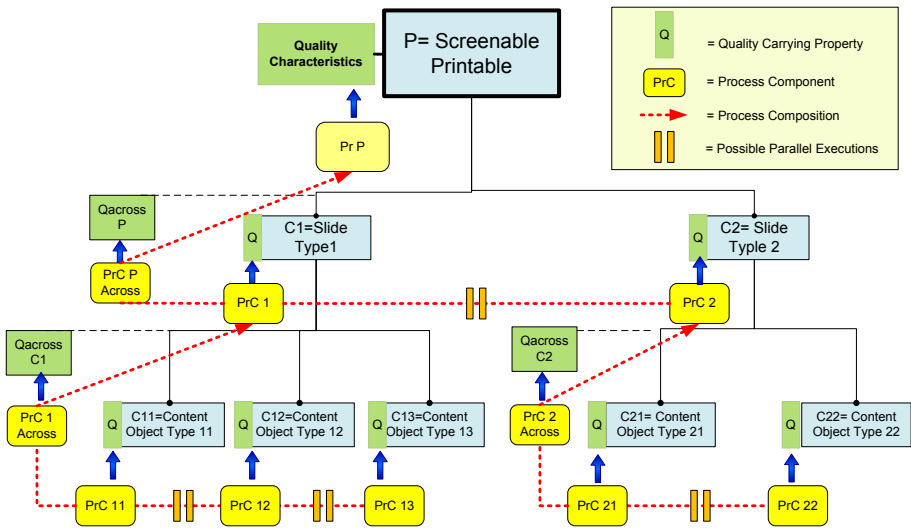 Quality
Characteristics
P= Screenable
Printable
Q
= Quality Carrying Property
PrC
= Process Component
= Process Composition
= Possible Parallel Executions
Pr P
Qacross
P
Q
C1=Slide
Type1
Q
C2= Slide
Typle 2
PrC P
Across
PrC 1
PrC 2
Qacross
C1
Qacross
C2
PrC 1
Across
Q
C11=Content
Object Type 11
Q
C12=Content
Object Type 12
Q
C13=Content
Object Type 13
PrC 2
Across
Q
C21= Content
Object Type 21
Q
C22= Content
Object Type 22
PrC 11
PrC 12
PrC 13
PrC 21
PrC 22